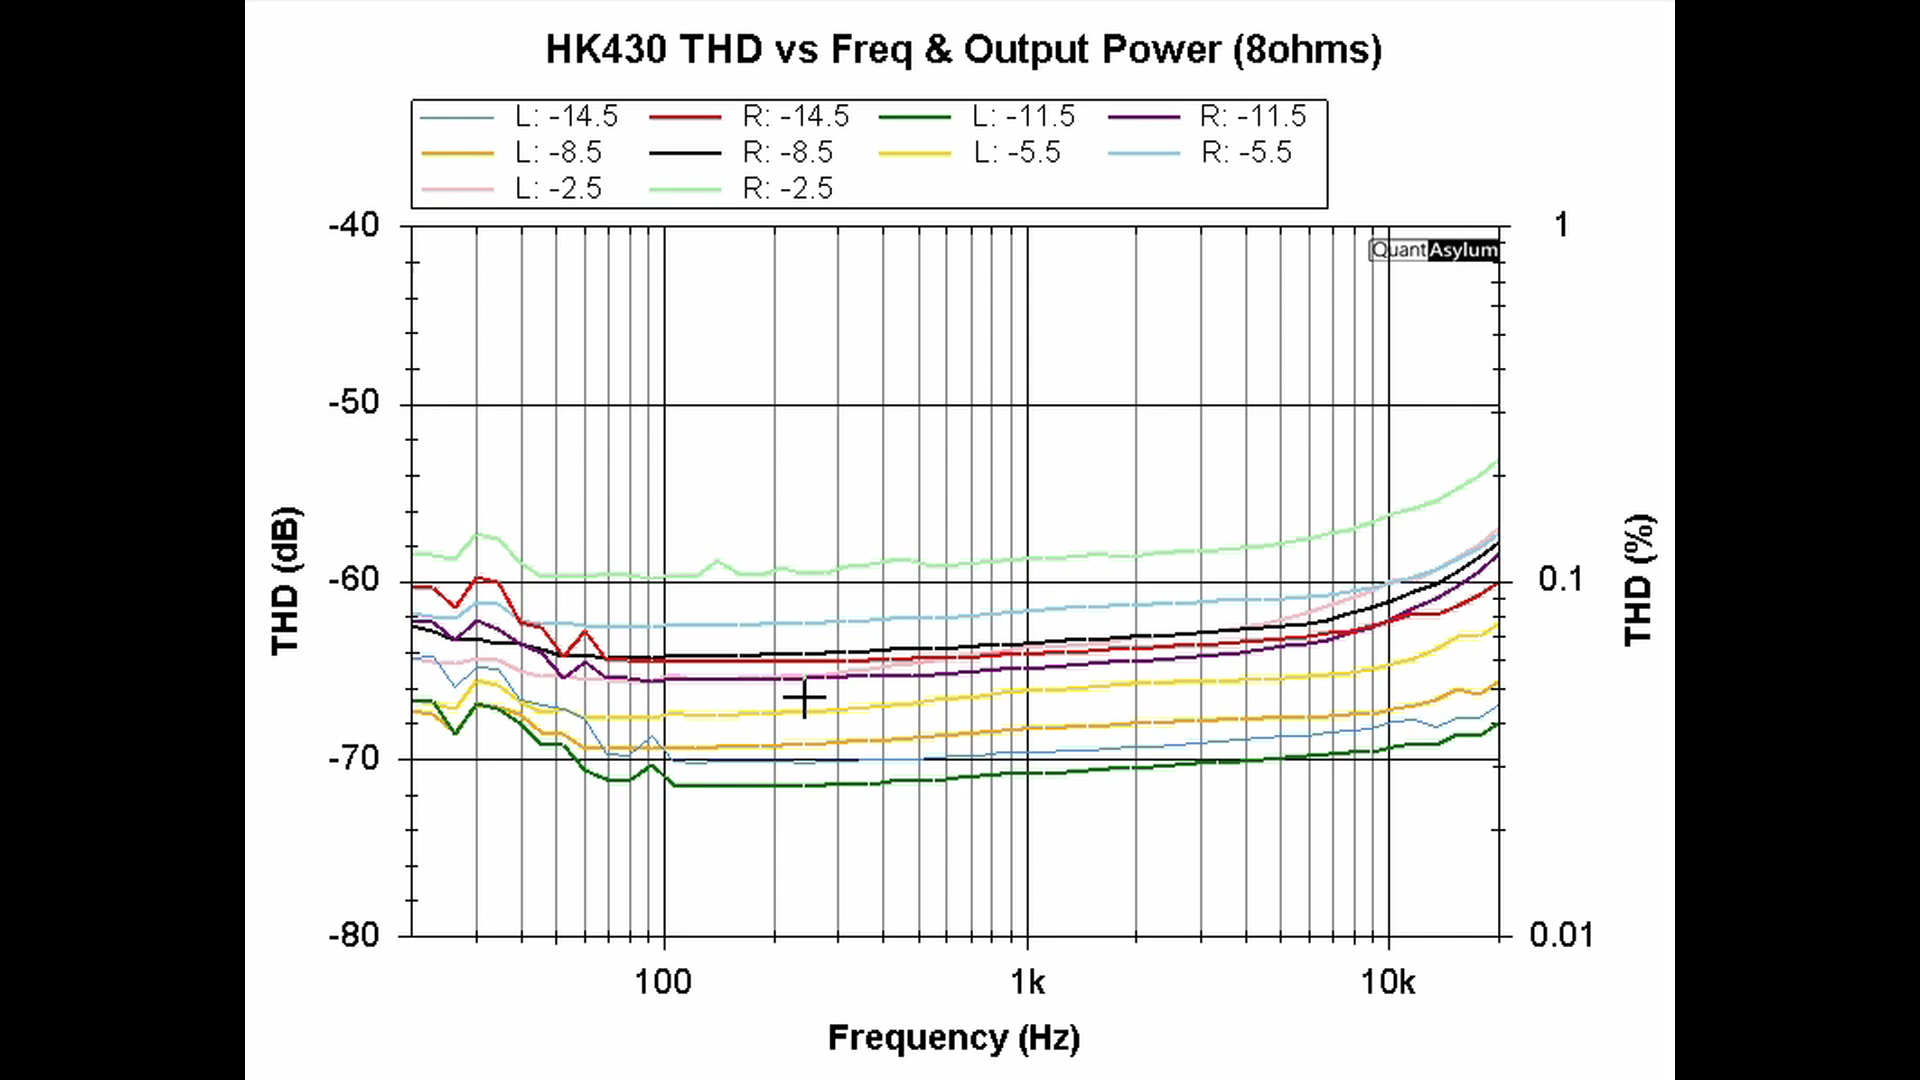 HK430 THD vs Freq & Output Power (8ohms)
L: -14.5 R: -14.5 L: -11.5 R: -11.5
L: -8.5 R: -8.5 L: -5.5 R: -5.5
L: -2.5 R: -2.5
-40 1
QuantAsylum
-50
THD (dB)
THD (%)
-60 0.1
-70
-80 0.01
100 1k 10k
Frequency (Hz)